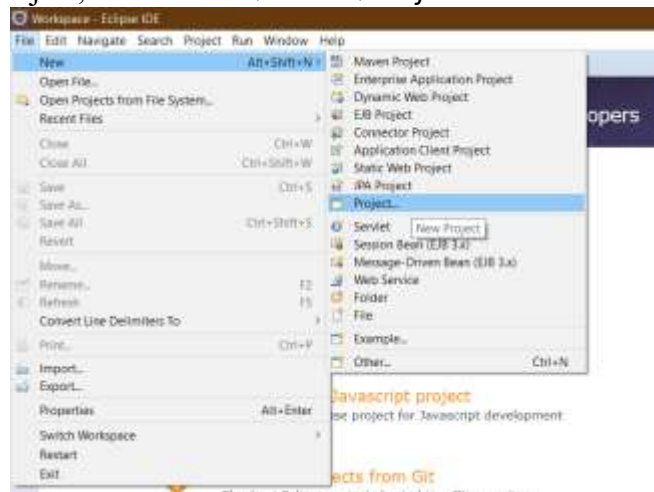 Workspace - Eclipse IDE
File Edit Navigate Search Project Run Window Help
New Alt+Shift+N
Open File...
Open Projects from File System...
Recent Files
Close Ctrl+W
Close All Ctrl+Shift+W
Save Ctrl+S
Save As...
Save All Ctrl+Shift+S
Revert
Move...
Rename... F2
Refresh F5
Convert Line Delimiters To
Print... Ctrl+P
Import...
Export...
Properties Alt+Enter
Switch Workspace
Restart
Exit
Maven Project
Enterprise Application Project
Dynamic Web Project
EJB Project
Connector Project
Application Client Project
Static Web Project
JPA Project
Project...
Servlet
New Project
Session Bean (EJB 3.x)
Message-Driven Bean (EJB 3.x)
Web Service
Folder
File
Example...
Other... Ctrl+N
opers
Javascript project
se project for Javascript development
ects from Git